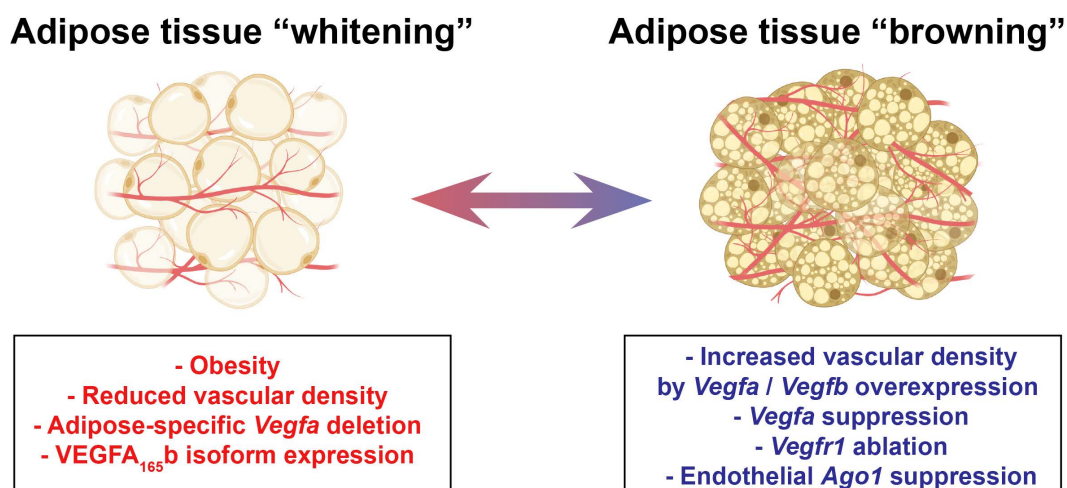 Adipose tissue “whitening”
Adipose tissue “browning”
- Obesity
- Reduced vascular density
- Adipose-specific Vegfa deletion
- VEGFA165b isoform expression
- Increased vascular density
by Vegfa / Vegfb overexpression
- Vegfa suppression
- Vegfr1 ablation
- Endothelial Ago1 suppression